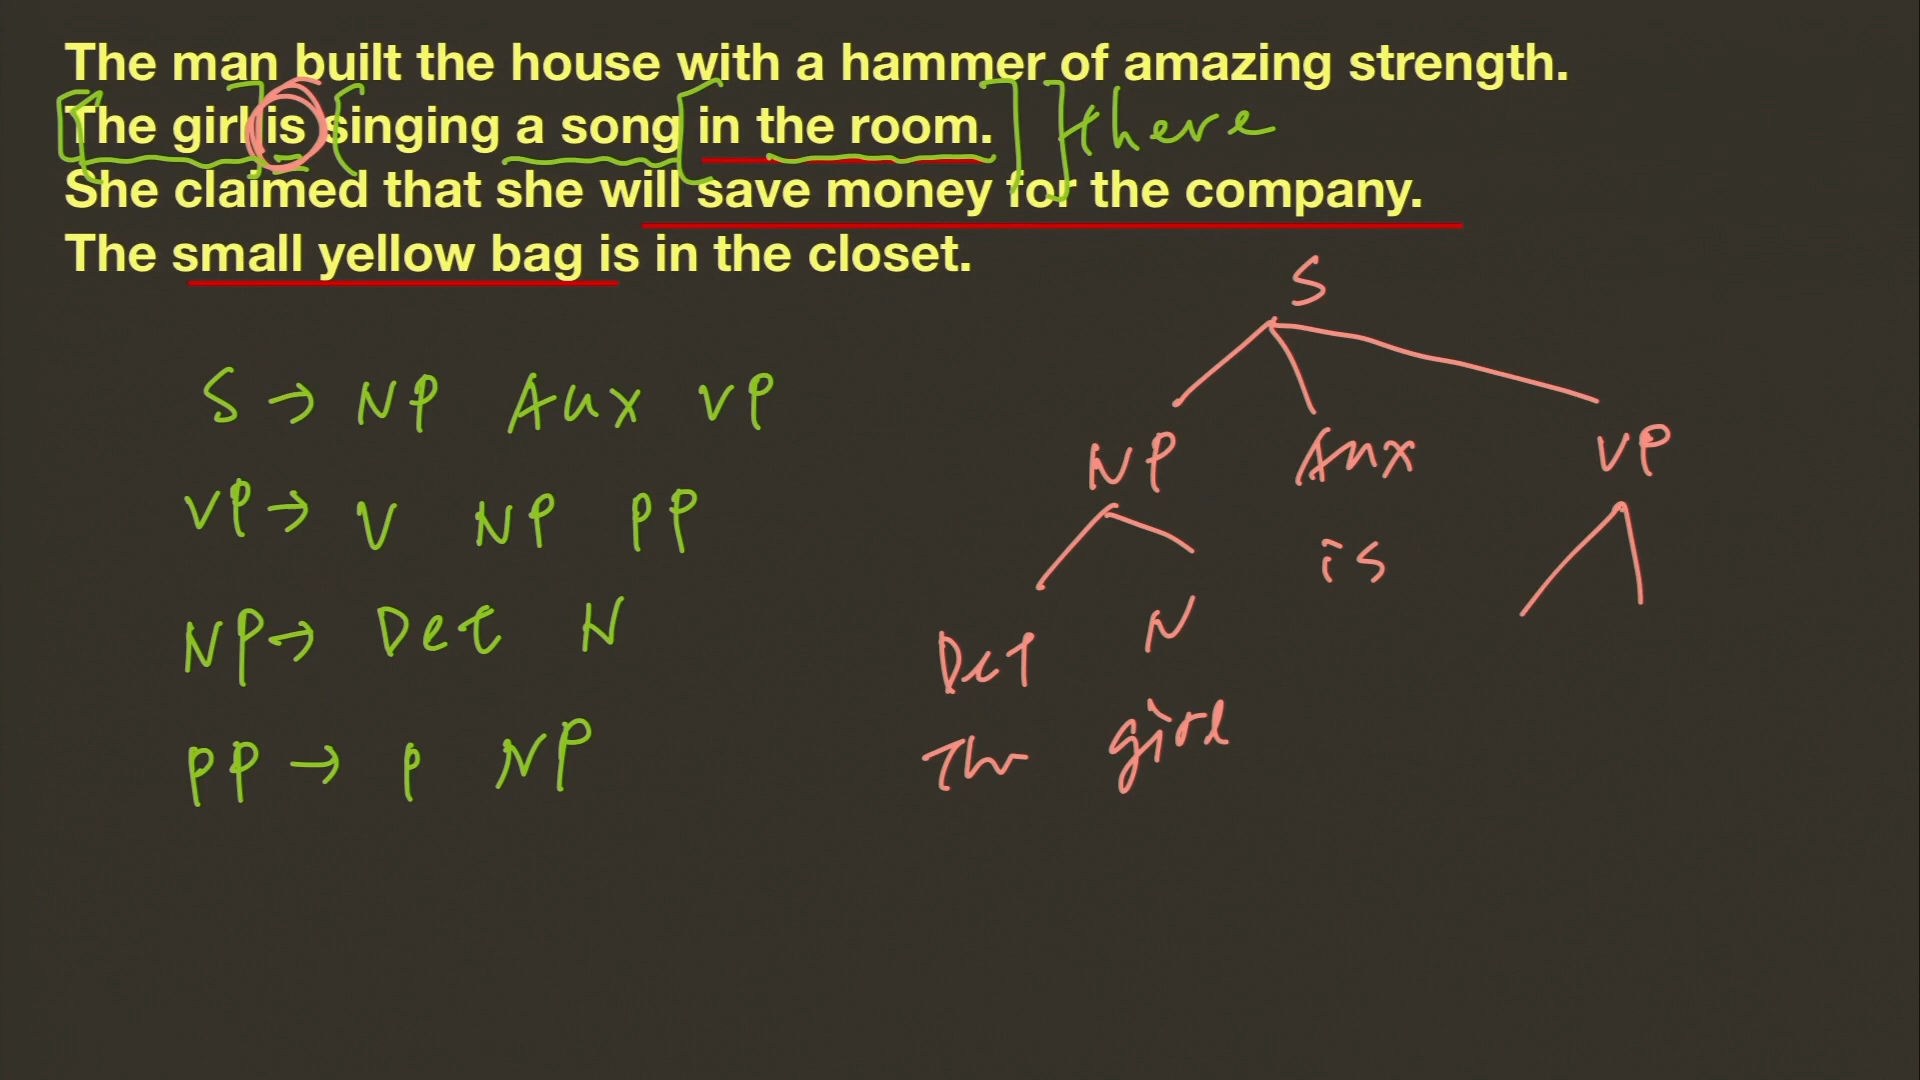 The man built the house with a hammer of amazing strength.
The girl is singing a song in the room. there
She claimed that she will save money for the company.
The small yellow bag is in the closet.
S
S → NP Aux VP
NP Aux VP
VP → V NP PP
is
NP → Det N
Det N
The girl
PP → P NP